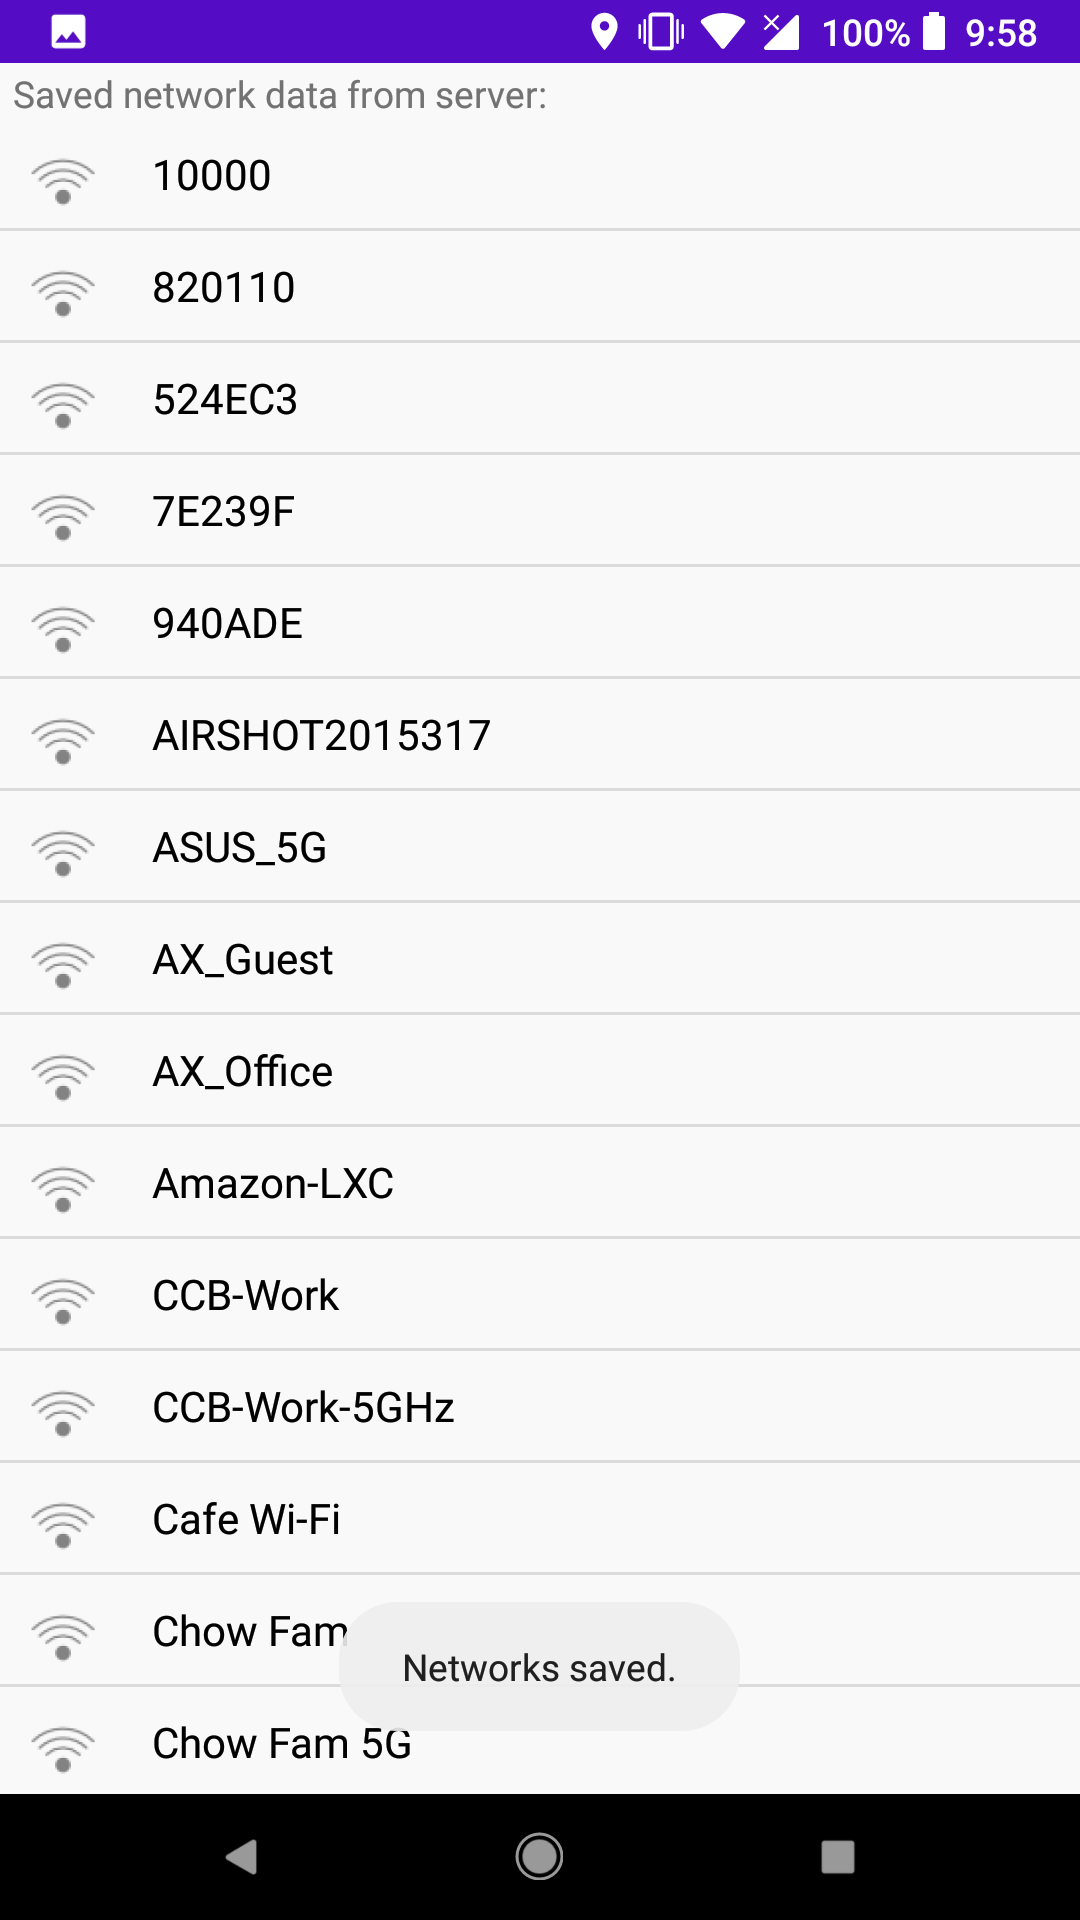 100% 9:58
Saved network data from server:
10000
820110
524EC3
7E239F
940ADE
AIRSHOT2015317
ASUS_5G
AX_Guest
AX_Office
Amazon-LXC
CCB-Work
CCB-Work-5GHz
Cafe Wi-Fi
Chow Fam
Networks saved.
Chow Fam 5G